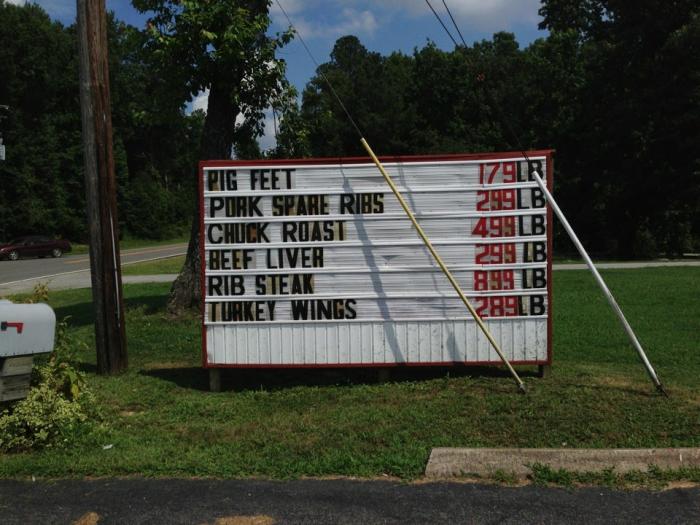 PIG FEET 179LB
PORK SPARE RIBS 299LB
CHUCK ROAST 499LB
BEEF LIVER 299LB
RIB STEAK 899LB
TURKEY WINGS 289LB